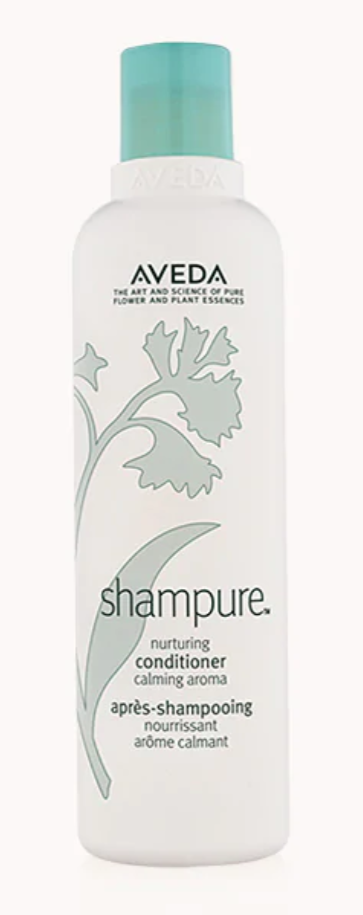 AVEDA
AVEDA
THE ART AND SCIENCE OF PURE
FLOWER AND PLANT ESSENCES
shampure™
nurturing
conditioner
calming aroma
après-shampooing
nourrissant
arôme calmant